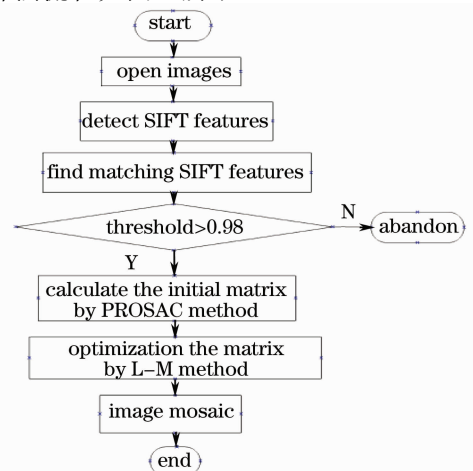 start
open images
detect SIFT features
find matching SIFT features
threshold>0.98
N
abandon
Y
calculate the initial matrix
by PROSAC method
optimization the matrix
by L-M method
image mosaic
end